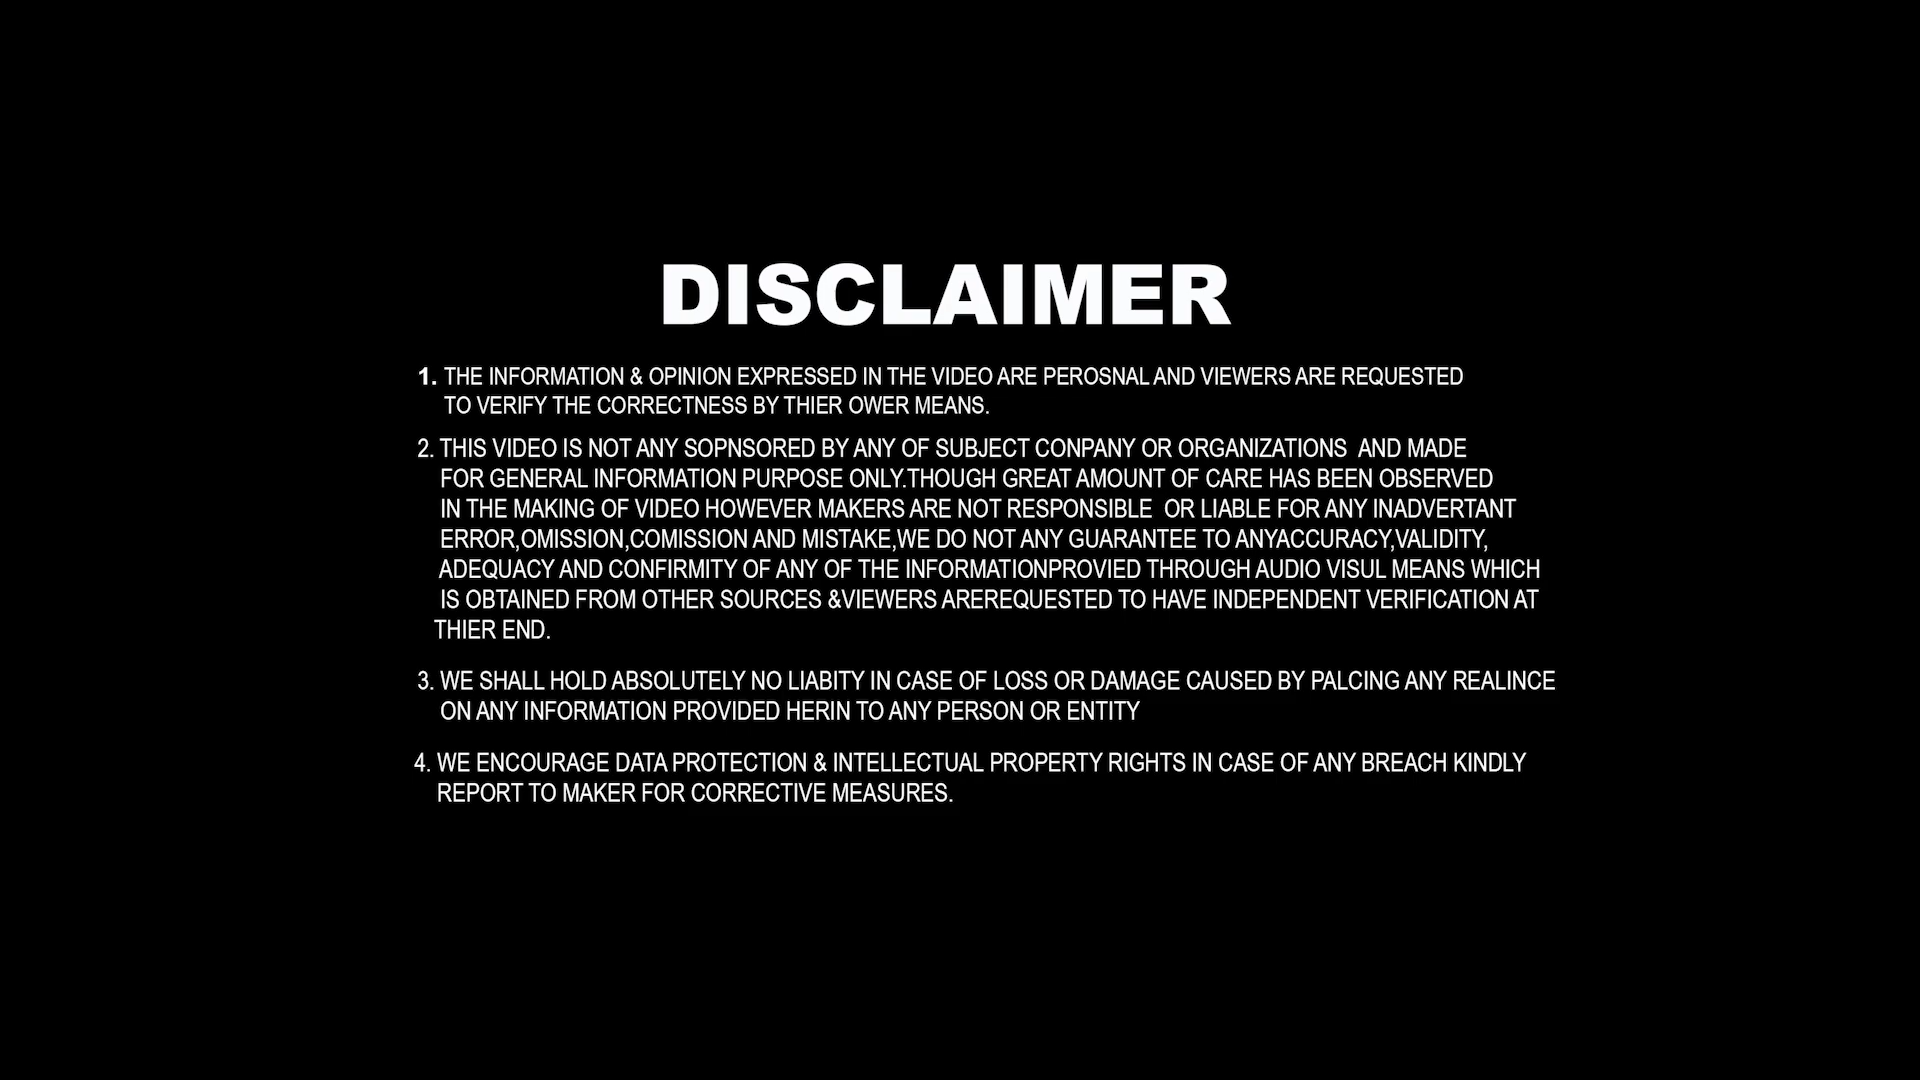 DISCLAIMER
1. THE INFORMATION & OPINION EXPRESSED IN THE VIDEO ARE PEROSNAL AND VIEWERS ARE REQUESTED
TO VERIFY THE CORRECTNESS BY THIER OWER MEANS.
2. THIS VIDEO IS NOT ANY SOPNSORED BY ANY OF SUBJECT CONPANY OR ORGANIZATIONS AND MADE
FOR GENERAL INFORMATION PURPOSE ONLY.THOUGH GREAT AMOUNT OF CARE HAS BEEN OBSERVED
IN THE MAKING OF VIDEO HOWEVER MAKERS ARE NOT RESPONSIBLE OR LIABLE FOR ANY INADVERTANT
ERROR,OMISSION,COMISSION AND MISTAKE,WE DO NOT ANY GUARANTEE TO ANYACCURACY,VALIDITY,
ADEQUACY AND CONFIRMITY OF ANY OF THE INFORMATIONPROVIED THROUGH AUDIO VISUL MEANS WHICH
IS OBTAINED FROM OTHER SOURCES &VIEWERS AREREQUESTED TO HAVE INDEPENDENT VERIFICATION AT
THIER END.
3. WE SHALL HOLD ABSOLUTELY NO LIABITY IN CASE OF LOSS OR DAMAGE CAUSED BY PALCING ANY REALINCE
ON ANY INFORMATION PROVIDED HERIN TO ANY PERSON OR ENTITY
4. WE ENCOURAGE DATA PROTECTION & INTELLECTUAL PROPERTY RIGHTS IN CASE OF ANY BREACH KINDLY
REPORT TO MAKER FOR CORRECTIVE MEASURES.